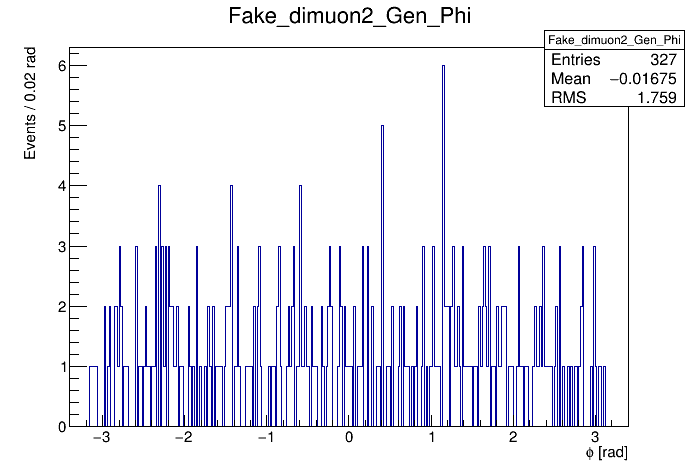 Fake_dimuon2_Gen_Phi
Fake_dimuon2_Gen_Phi
Entries 327
Mean −0.01675
RMS 1.759
Events / 0.02 rad
6
5
4
3
2
1
0
−3 −2 −1 0 1 2 3
ϕ [rad]